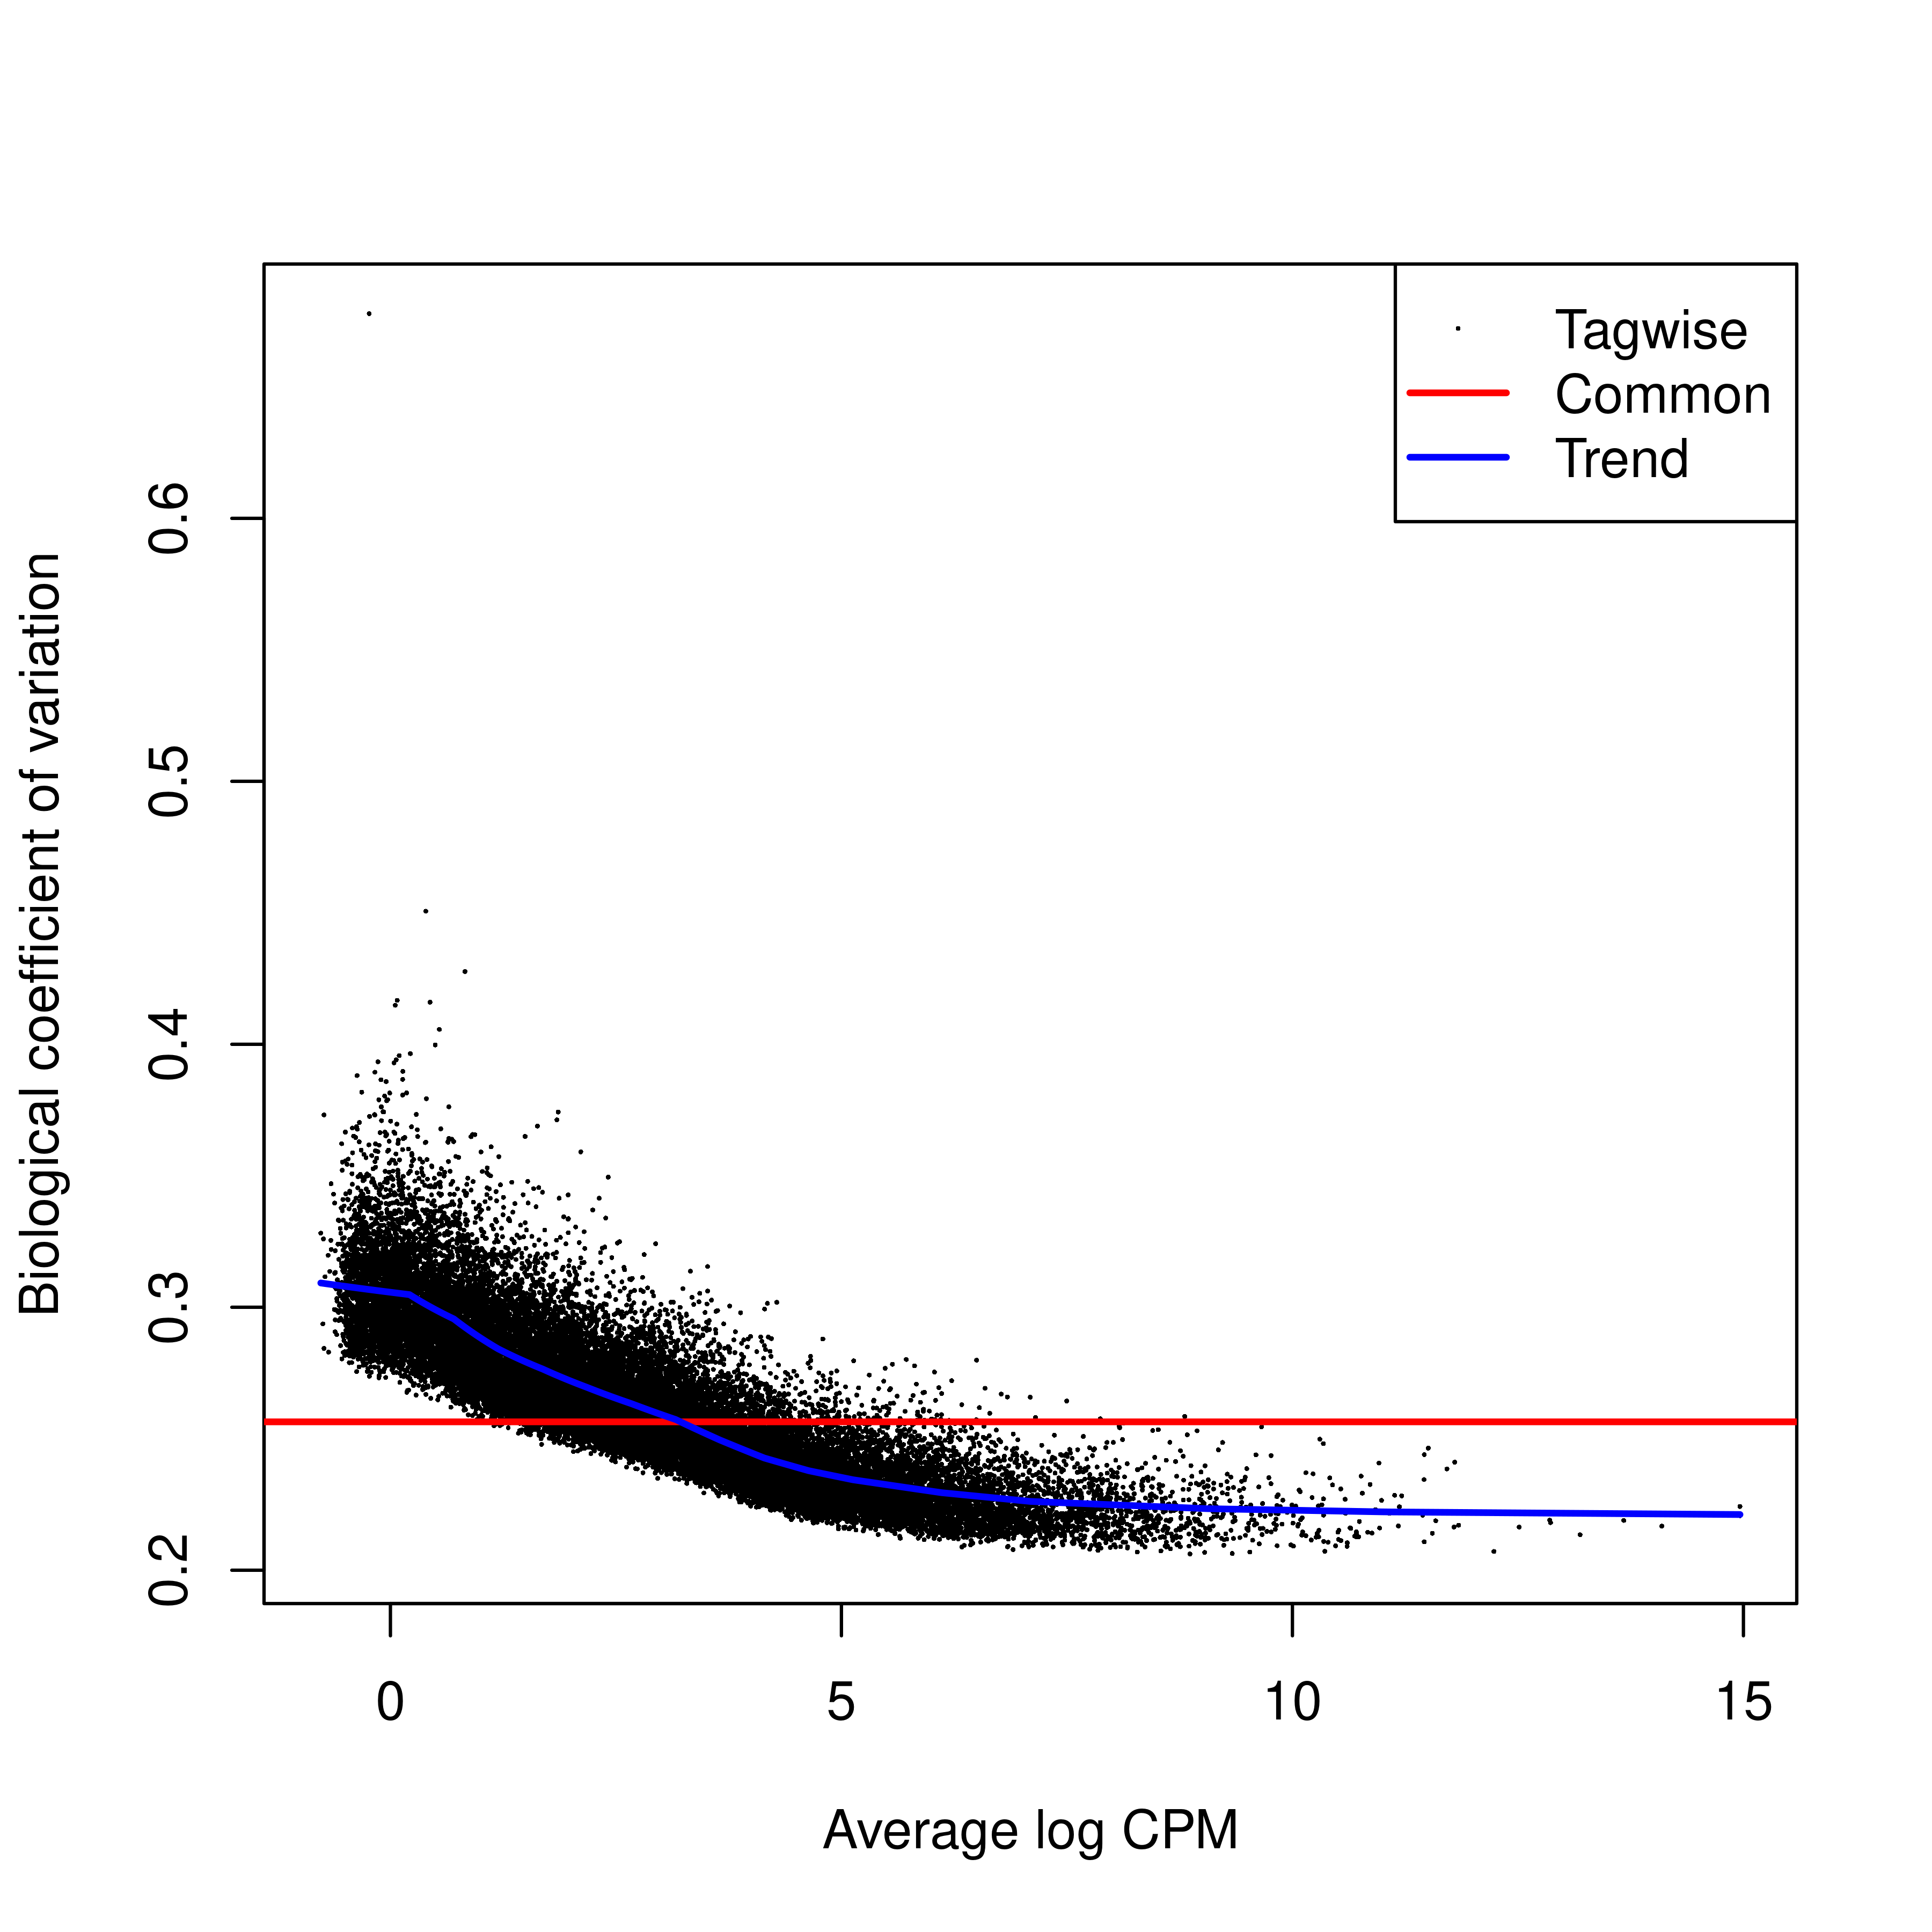 Tagwise
Common
Trend
Biological coefficient of variation
0.6
0.5
0.4
0.3
0.2
0 5 10 15
Average log CPM